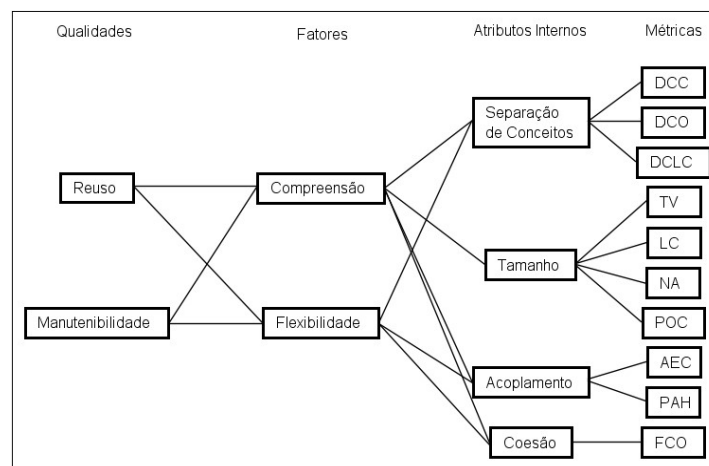 Qualidades
Fatores
Atributos Internos
Métricas
Reuso
Manutenibilidade
Compreensão
Flexibilidade
Separação
de Conceitos
Tamanho
Acoplamento
Coesão
DCC
DCO
DCLC
TV
LC
NA
POC
AEC
PAH
FCO